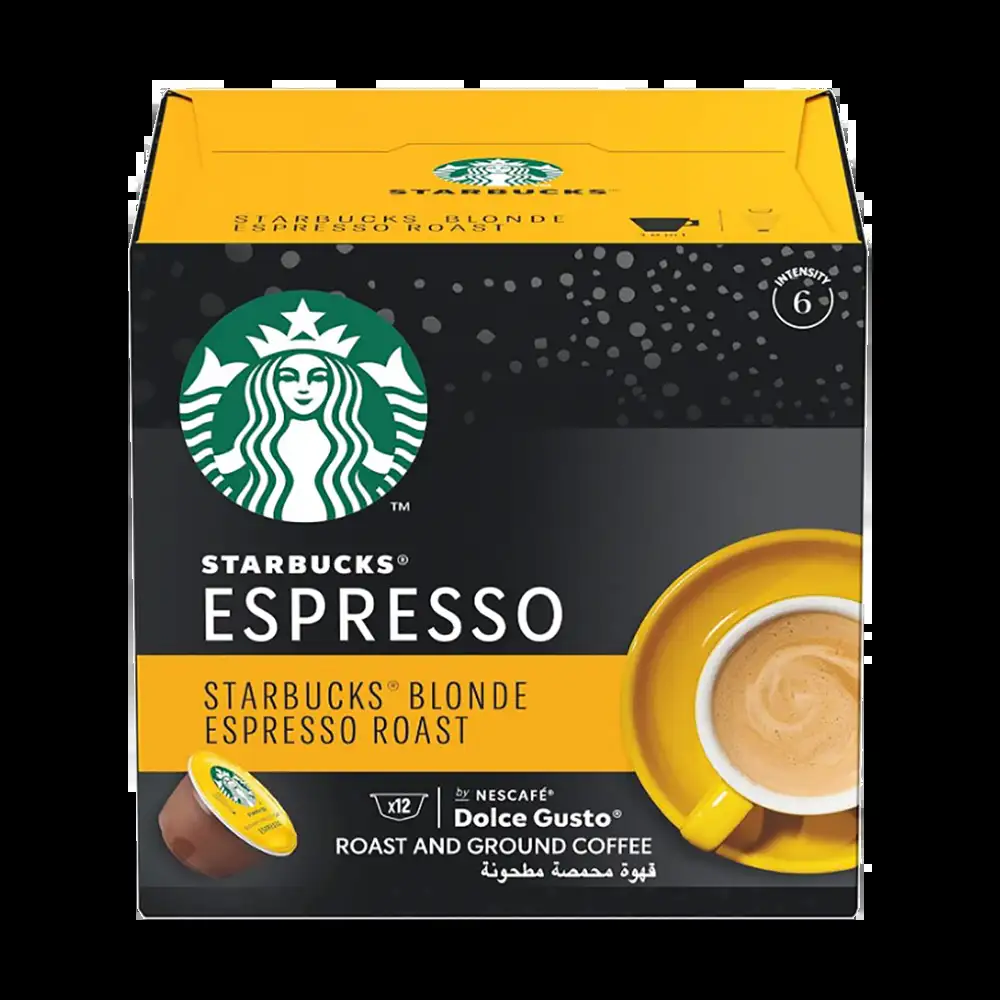 STARBUCKS
STARBUCKS BLONDE
ESPRESSO ROAST
INTENSITY
6
TM
STARBUCKS®
ESPRESSO
STARBUCKS® BLONDE
ESPRESSO ROAST
ESPRESSO
x12
by NESCAFÉ®
Dolce Gusto®
ROAST AND GROUND COFFEE
قهوة محمصة مطحونة